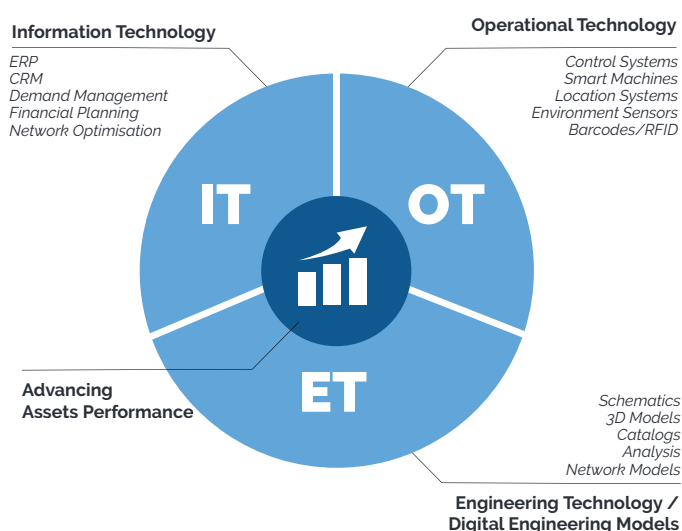 Information Technology
ERP
CRM
Demand Management
Financial Planning
Network Optimisation
Operational Technology
Control Systems
Smart Machines
Location Systems
Environment Sensors
Barcodes/RFID
IT
OT
ET
Advancing
Assets Performance
Schematics
3D Models
Catalogs
Analysis
Network Models
Engineering Technology /
Digital Engineering Models